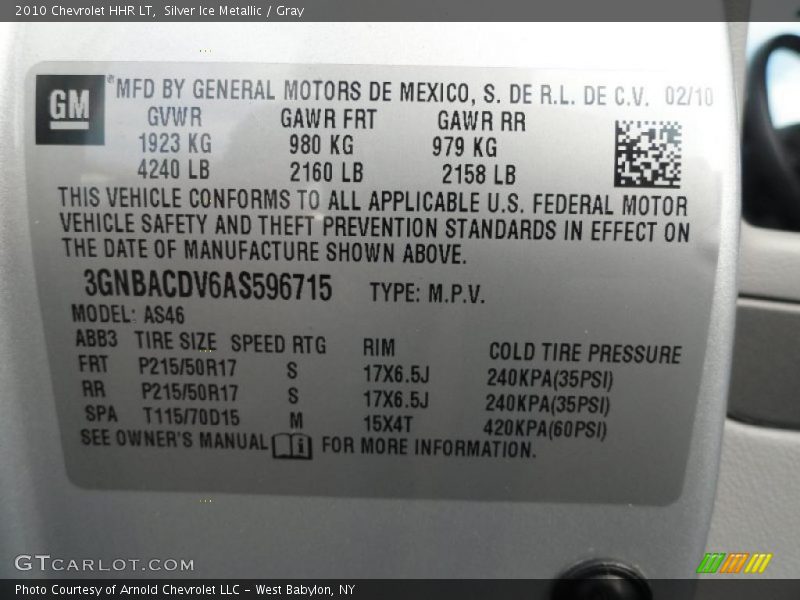 2010 Chevrolet HHR LT,  Silver Ice Metallic / Gray
GM
® MFD BY GENERAL MOTORS DE MEXICO, S. DE R.L. DE C.V. 02/10
GVWR GAWR FRT GAWR RR
1923 KG 980 KG 979 KG
4240 LB 2160 LB 2158 LB
THIS VEHICLE CONFORMS TO ALL APPLICABLE U.S. FEDERAL MOTOR
VEHICLE SAFETY AND THEFT PREVENTION STANDARDS IN EFFECT ON
THE DATE OF MANUFACTURE SHOWN ABOVE.
3GNBACDV6AS596715 TYPE: M.P.V.
MODEL: AS46
ABB3 TIRE SIZE SPEED RTG RIM COLD TIRE PRESSURE
FRT P215/50R17 S 17X6.5J 240KPA(35PSI)
RR P215/50R17 S 17X6.5J 240KPA(35PSI)
SPA T115/70D15 M 15X4T 420KPA(60PSI)
SEE OWNER'S MANUAL i FOR MORE INFORMATION.
GTCARLOT.COM
Photo Courtesy of Arnold Chevrolet LLC - West Babylon, NY